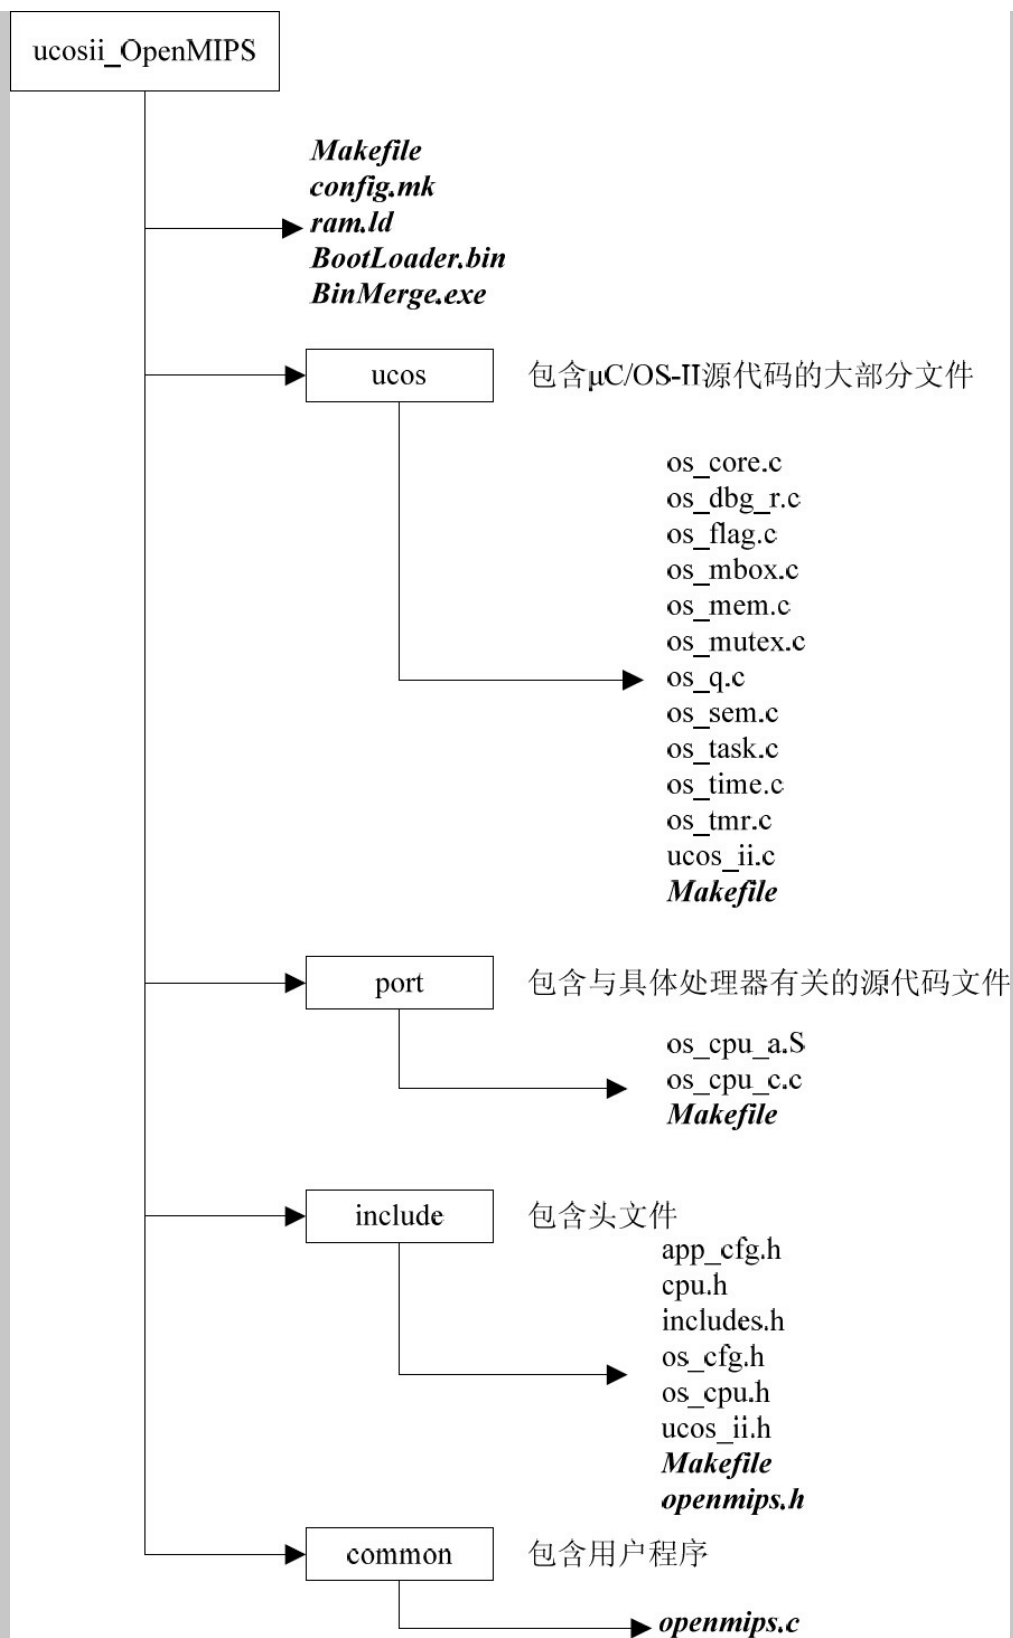 ucosii_OpenMIPS
Makefile
config.mk
ram.ld
BootLoader.bin
BinMerge.exe
ucos
包含μC/OS-II源代码的大部分文件
os_core.c
os_dbg_r.c
os_flag.c
os_mbox.c
os_mem.c
os_mutex.c
os_q.c
os_sem.c
os_task.c
os_time.c
os_tmr.c
ucos_ii.c
Makefile
port
包含与具体处理器有关的源代码文件
os_cpu_a.S
os_cpu_c.c
Makefile
include
包含头文件
app_cfg.h
cpu.h
includes.h
os_cfg.h
os_cpu.h
ucos_ii.h
Makefile
openmips.h
common
包含用户程序
openmips.c